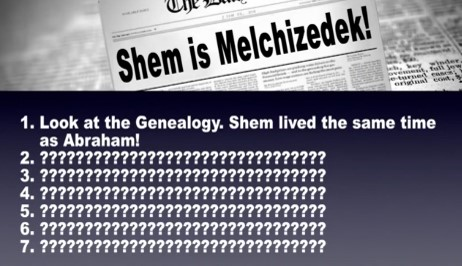 The
Shem is Melchizedek!
1. Look at the Genealogy. Shem lived the same time
as Abraham!
2. ????????????????????????????????
3. ????????????????????????????????
4. ????????????????????????????????
5. ????????????????????????????????
6. ????????????????????????????????
7. ????????????????????????????????